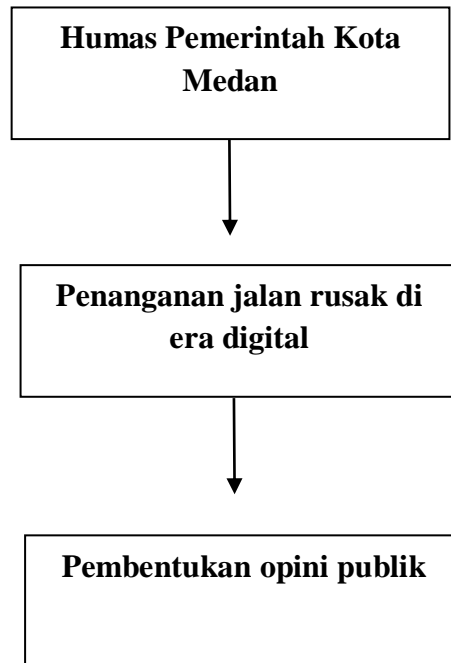 Humas Pemerintah Kota
Medan
Penanganan jalan rusak di
era digital
Pembentukan opini publik